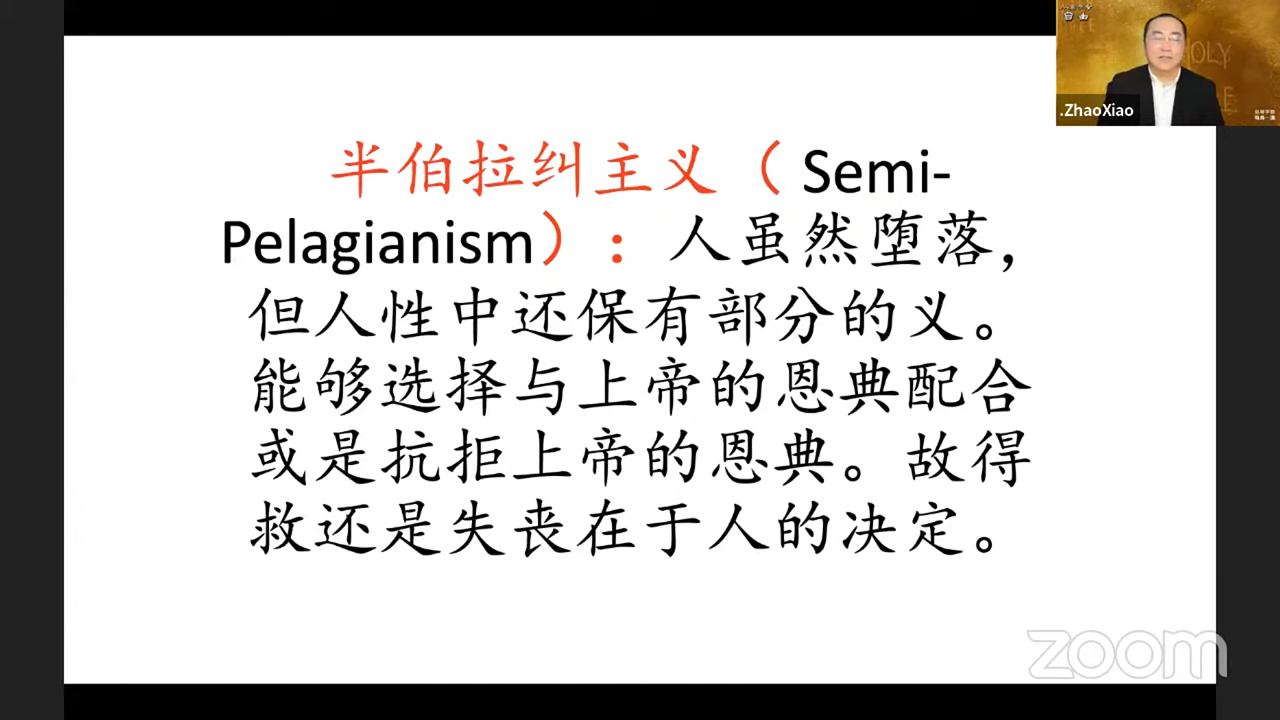 半伯拉纠主义（ Semi-
Pelagianism）：人虽然堕落,
但人性中还保有部分的义。
能够选择与上帝的恩典配合
或是抗拒上帝的恩典。故得
救还是失丧在于人的决定。
自由
OLY
.ZhaoXiao
zoom